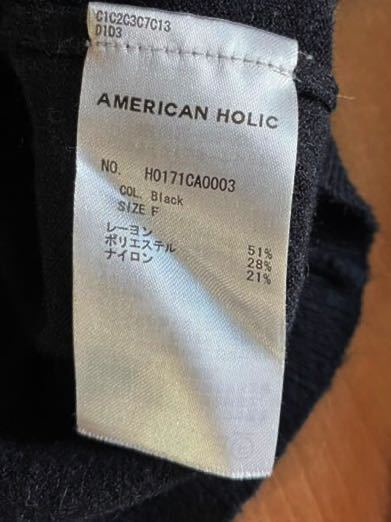 C1C2C3C7C13
D1D3
AMERICAN HOLIC
NO. H0171CA0003
COL. Black
SIZE F
レーヨン 51%
ポリエステル 28%
ナイロン 21%